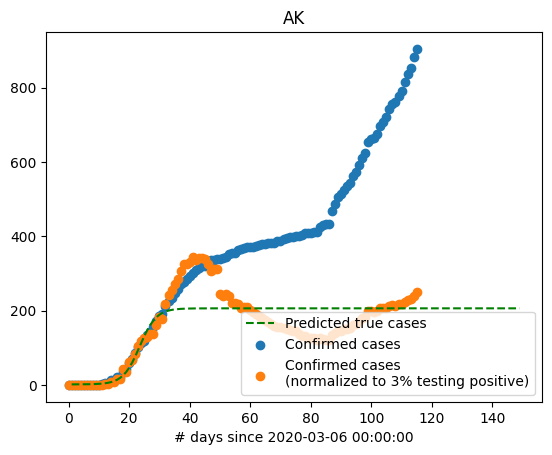 AK
800
600
400
200
0
Predicted true cases
Confirmed cases
Confirmed cases
(normalized to 3% testing positive)
0 20 40 60 80 100 120 140
# days since 2020-03-06 00:00:00